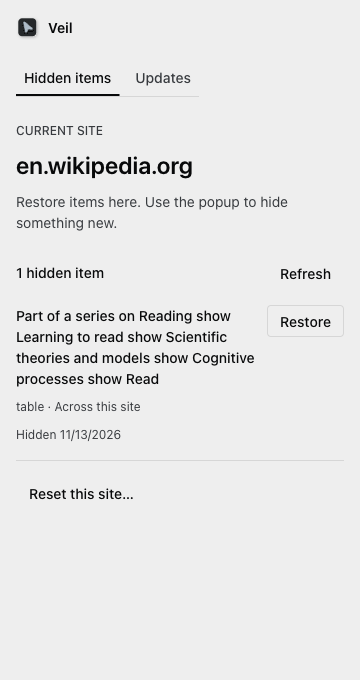 Veil
Hidden items
Updates
CURRENT SITE
en.wikipedia.org
Restore items here. Use the popup to hide
something new.
1 hidden item
Refresh
Part of a series on Reading show
Learning to read show Scientific
theories and models show Cognitive
processes show Read
Restore
table · Across this site
Hidden 11/13/2026
Reset this site...